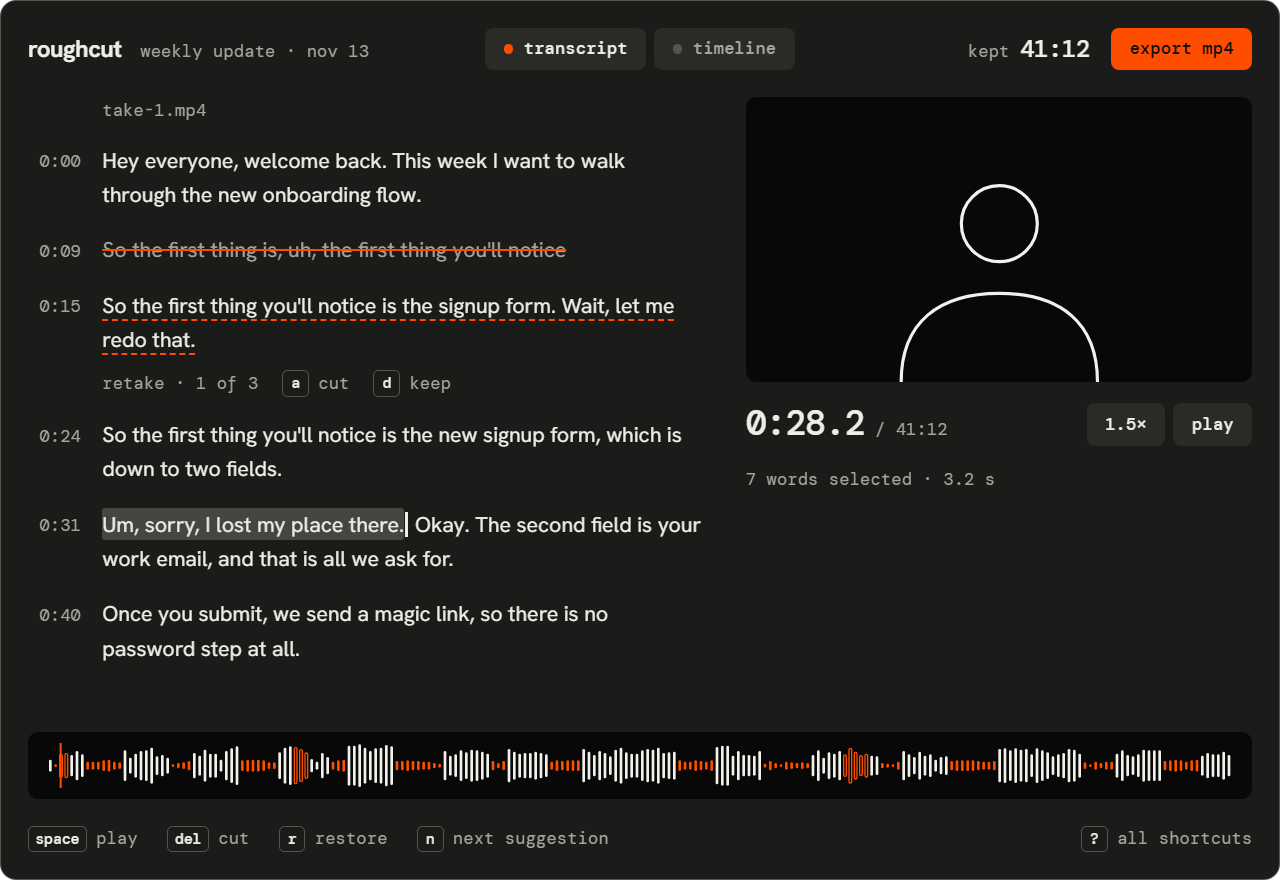 roughcut weekly update · nov 13
transcript
timeline
kept 41:12
export mp4
take-1.mp4
0:00 Hey everyone, welcome back. This week I want to walk
through the new onboarding flow.
0:09 So the first thing is, uh, the first thing you'll notice
0:15 So the first thing you'll notice is the signup form. Wait, let me
redo that.
retake · 1 of 3 a cut d keep
0:24 So the first thing you'll notice is the new signup form, which is
down to two fields.
0:31 Um, sorry, I lost my place there. Okay. The second field is your
work email, and that is all we ask for.
0:40 Once you submit, we send a magic link, so there is no
password step at all.
0:28.2 / 41:12
1.5×
play
7 words selected · 3.2 s
space play del cut r restore n next suggestion
? all shortcuts